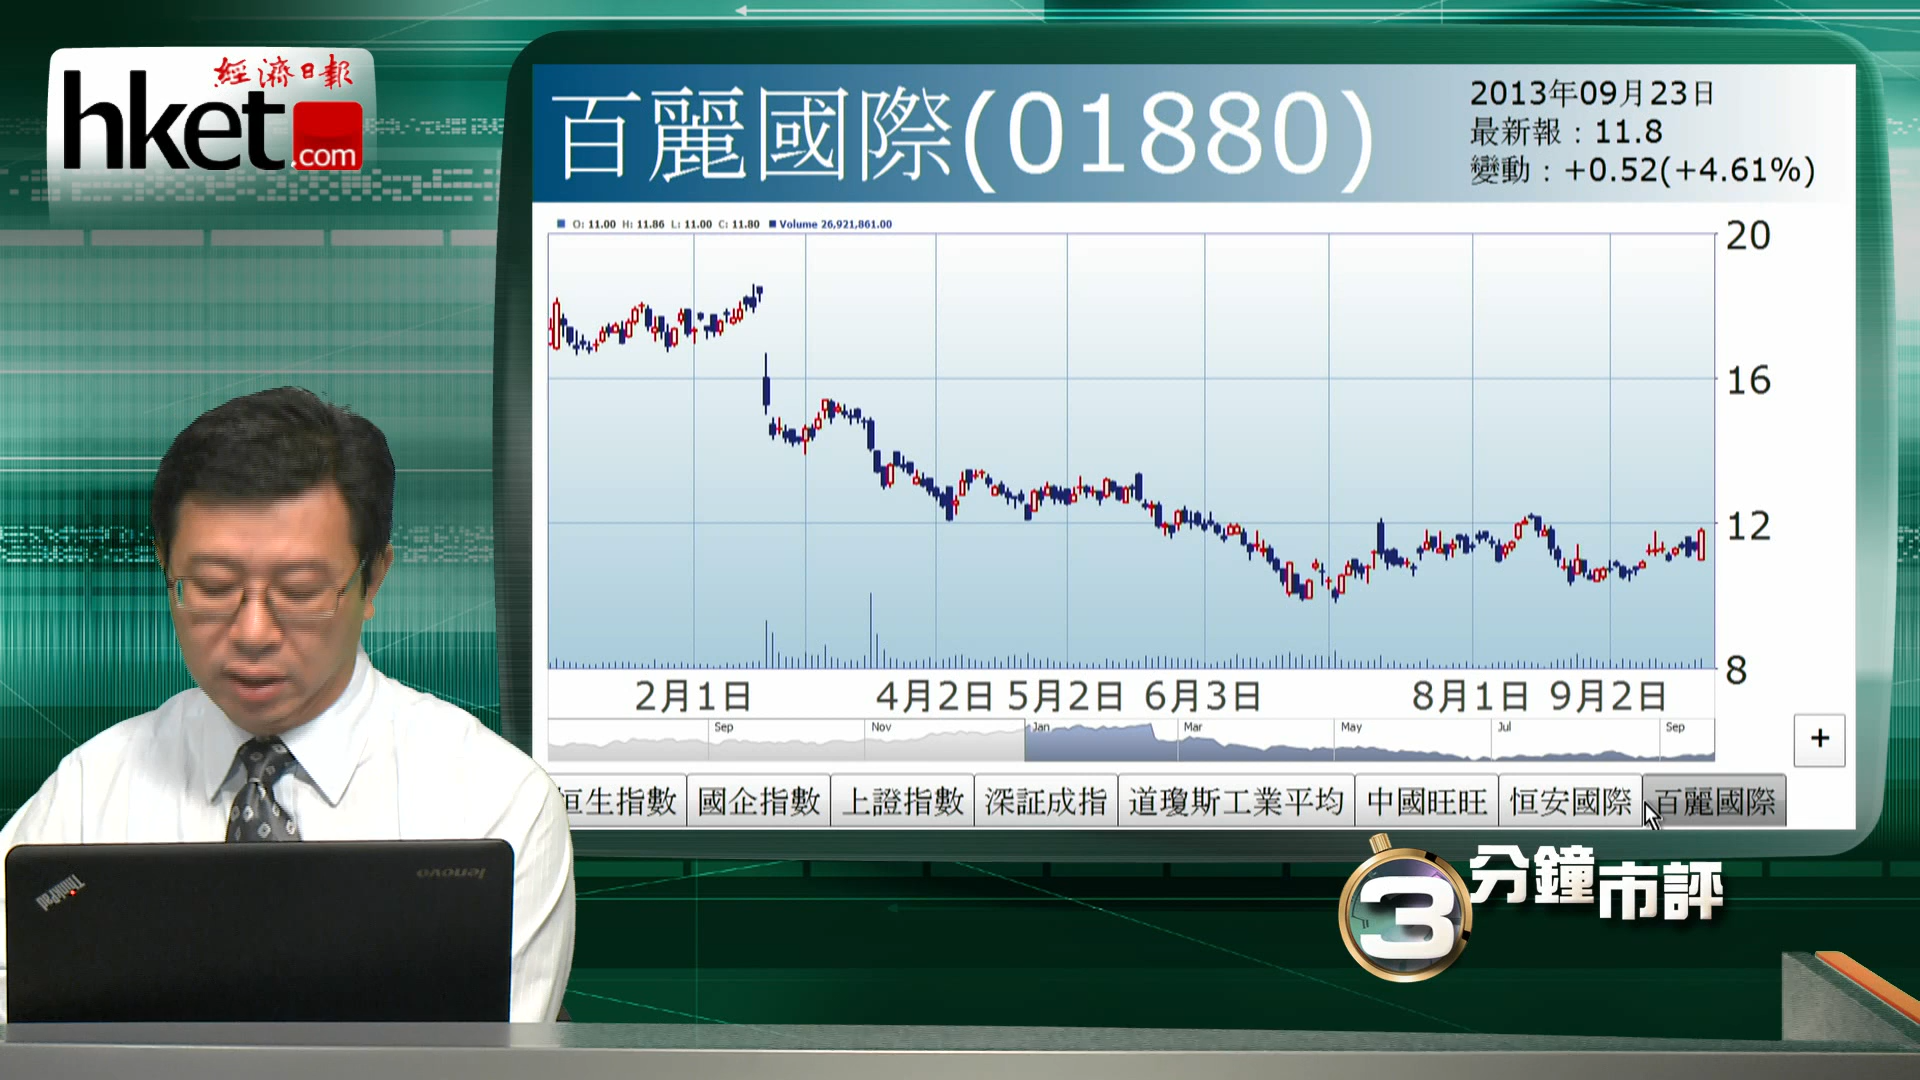 經濟日報
hket.com
百麗國際(01880)
2013年09月23日
最新報：11.8
變動：+0.52(+4.61%)
O: 11.00 H: 11.86 L: 11.00 C: 11.80 Volume 26,921,861.00
20
16
12
8
2月1日 4月2日 5月2日 6月3日 8月1日 9月2日
Sep Nov Jan Mar May Jul Sep
+
恒生指數 國企指數 上證指數 深証成指 道瓊斯工業平均 中國旺旺 恒安國際 百麗國際
3分鐘市評
ThinkPad
lenovo